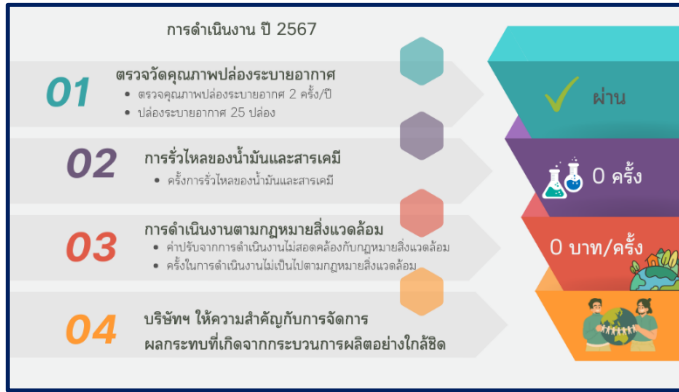 การดำเนินงาน ปี 2567
01
ตรวจวัดคุณภาพปล่องระบายอากาศ
• ตรวจคุณภาพปล่องระบายอากาศ 2 ครั้ง/ปี
• ปล่องระบายอากาศ 25 ปล่อง
ผ่าน
02
การรั่วไหลของน้ำมันและสารเคมี
• ครั้งการรั่วไหลของน้ำมันและสารเคมี
0 ครั้ง
03
การดำเนินงานตามกฎหมายสิ่งแวดล้อม
• ค่าปรับจากการดำเนินงานไม่สอดคล้องกับกฎหมายสิ่งแวดล้อม
• ครั้งในการดำเนินงานไม่เป็นไปตามกฎหมายสิ่งแวดล้อม
0 บาท/ครั้ง
04
บริษัทฯ ให้ความสำคัญกับการจัดการ
ผลกระทบที่เกิดจากกระบวนการผลิตอย่างใกล้ชิด